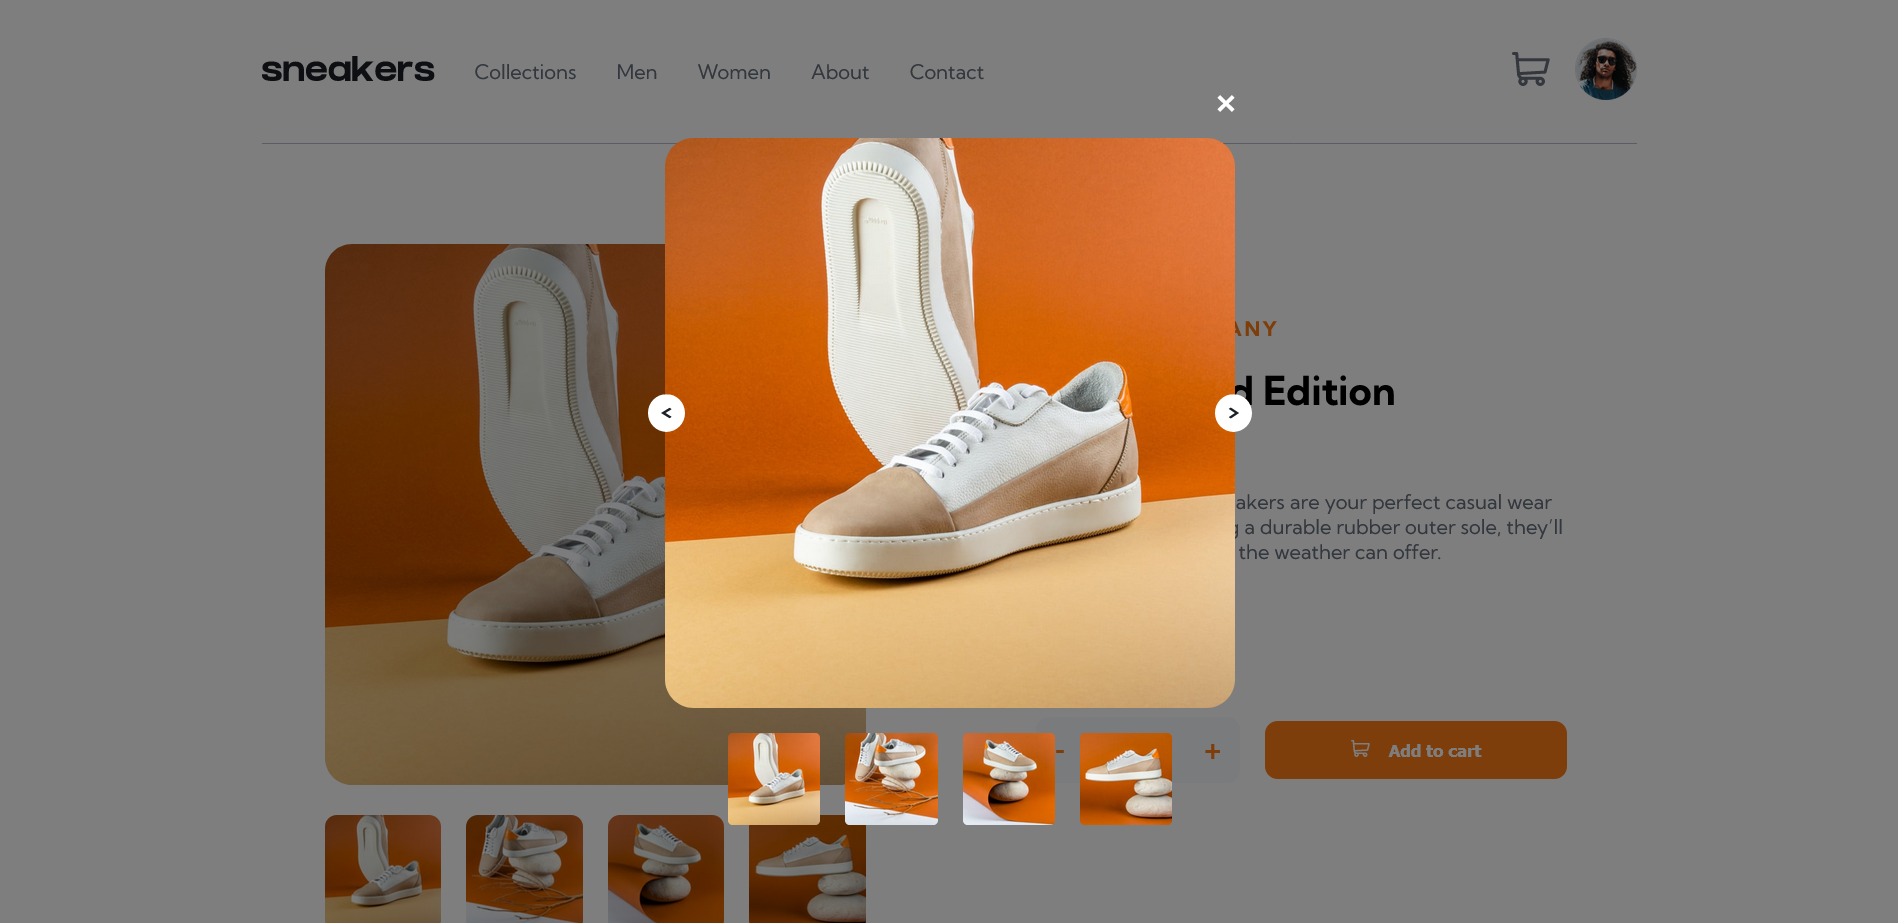 sneakers Collections Men Women About Contact
×
ANY
d Edition
akers are your perfect casual wear
g a durable rubber outer sole, they'll
the weather can offer.
< >
- + Add to cart